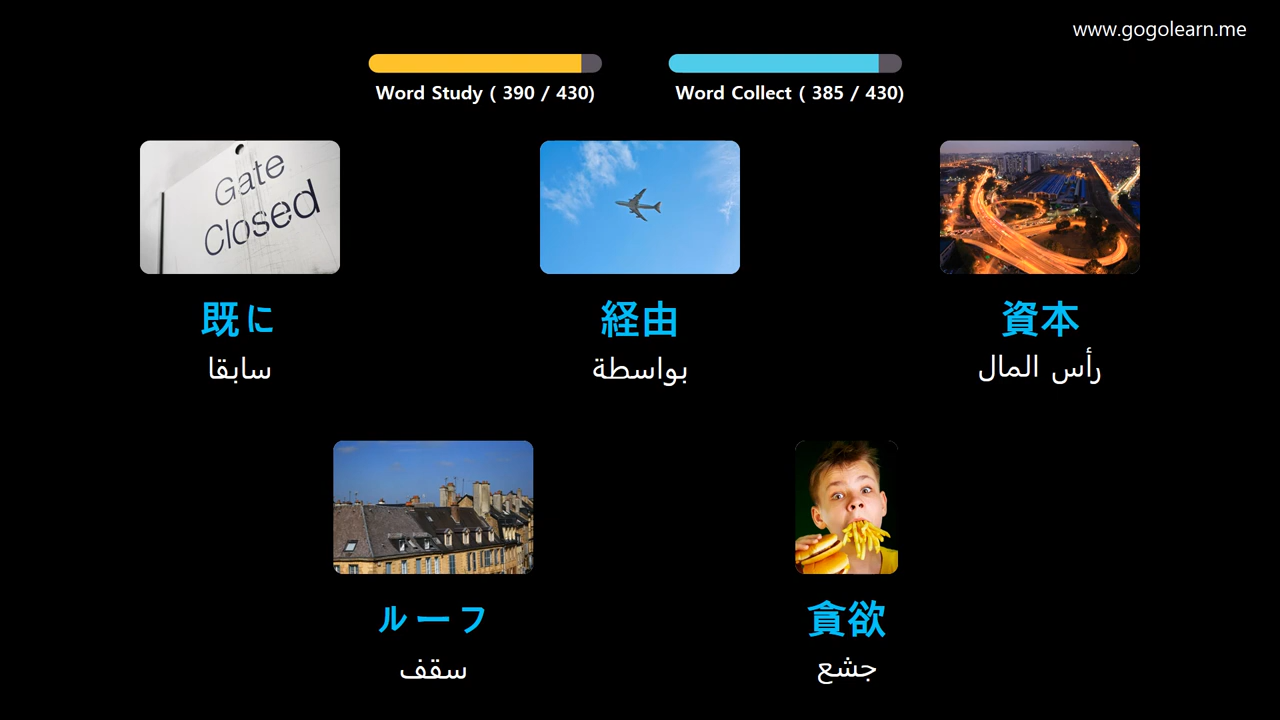 www.gogolearn.me
Word Study ( 390 / 430)
Word Collect ( 385 / 430)
Gate
Closed
既に
経由
資本
سابقا
بواسطة
رأس المال
ルーフ
貪欲
سقف
جشع